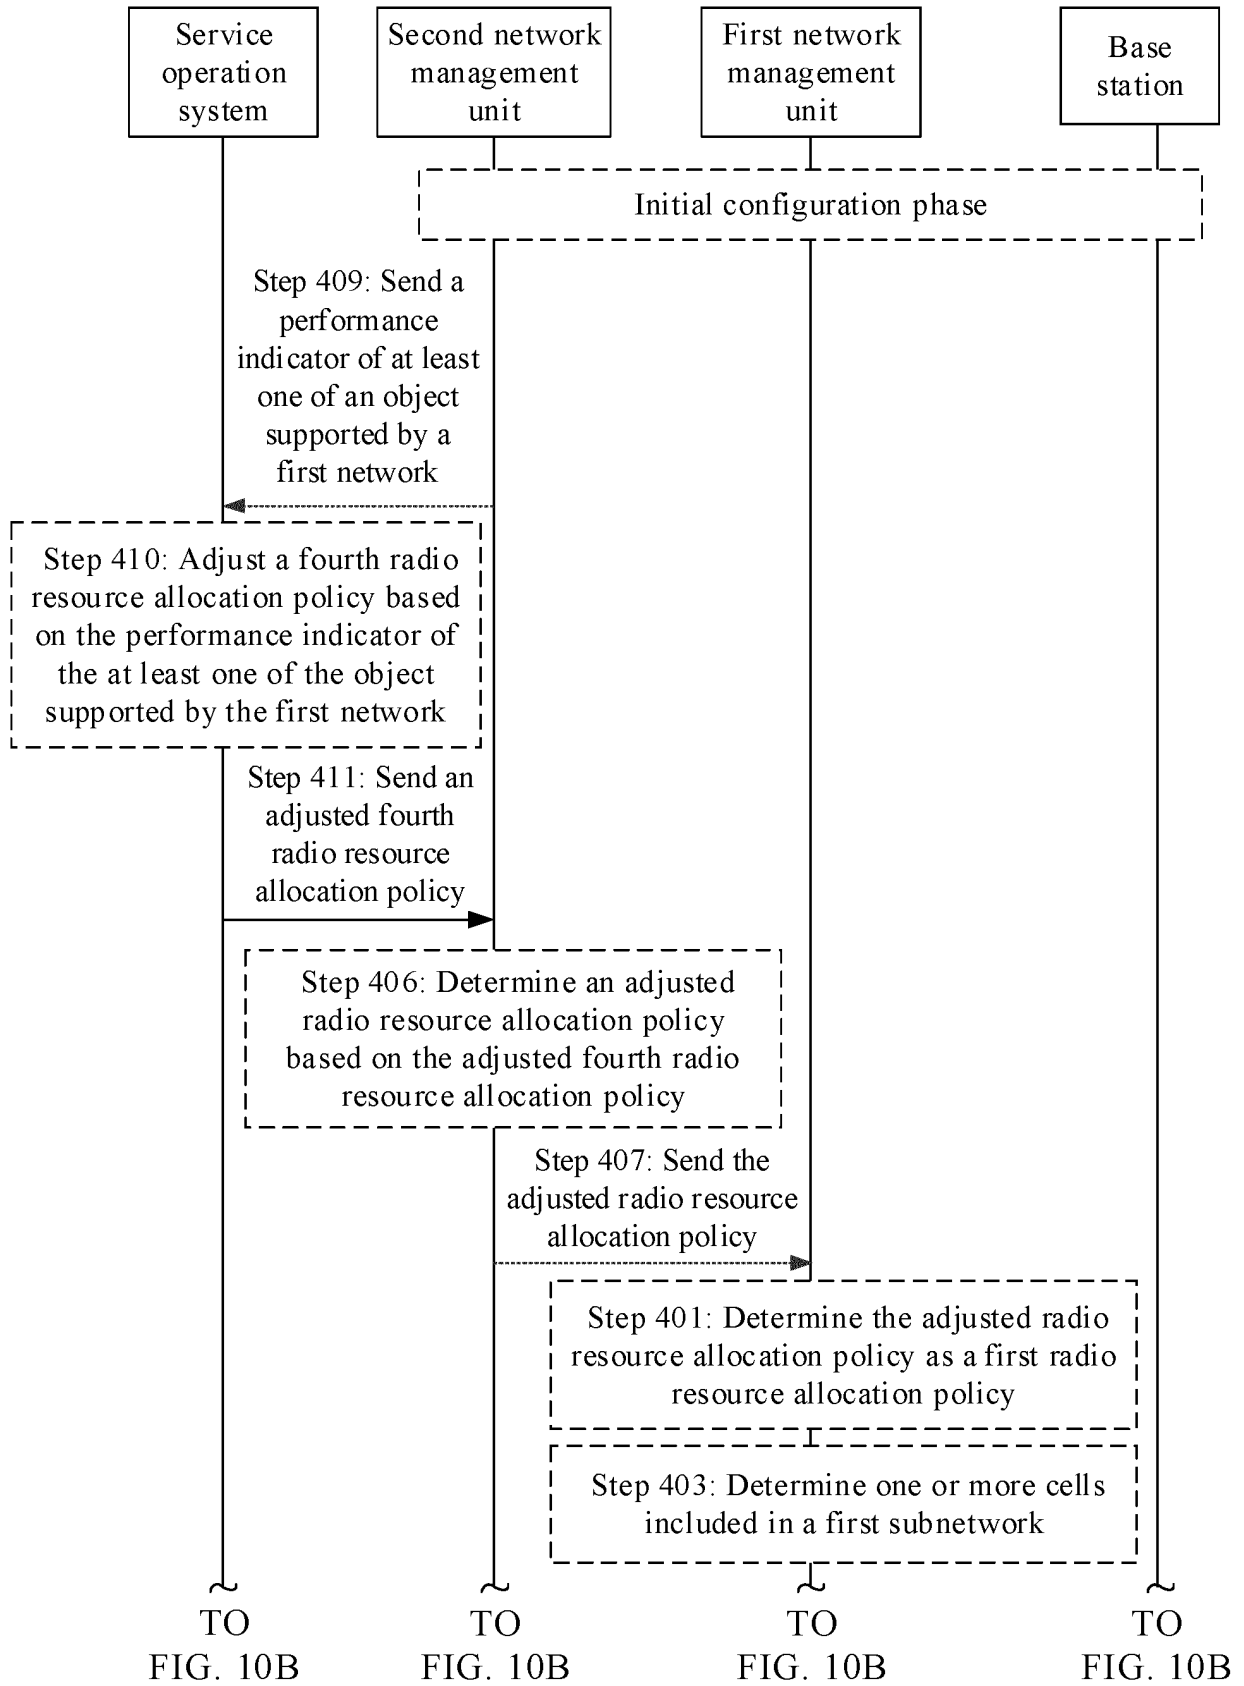 Service
operation
system
Second network
management
unit
First network
management
unit
Base
station
Initial configuration phase
Step 409: Send a
performance
indicator of at least
one of an object
supported by a
first network
Step 410: Adjust a fourth radio
resource allocation policy based
on the performance indicator of
the at least one of the object
supported by the first network
Step 411: Send an
adjusted fourth
radio resource
allocation policy
Step 406: Determine an adjusted
radio resource allocation policy
based on the adjusted fourth radio
resource allocation policy
Step 407: Send the
adjusted radio resource
allocation policy
Step 401: Determine the adjusted radio
resource allocation policy as a first radio
resource allocation policy
Step 403: Determine one or more cells
included in a first subnetwork
TO
FIG. 10B
TO
FIG. 10B
TO
FIG. 10B
TO
FIG. 10B